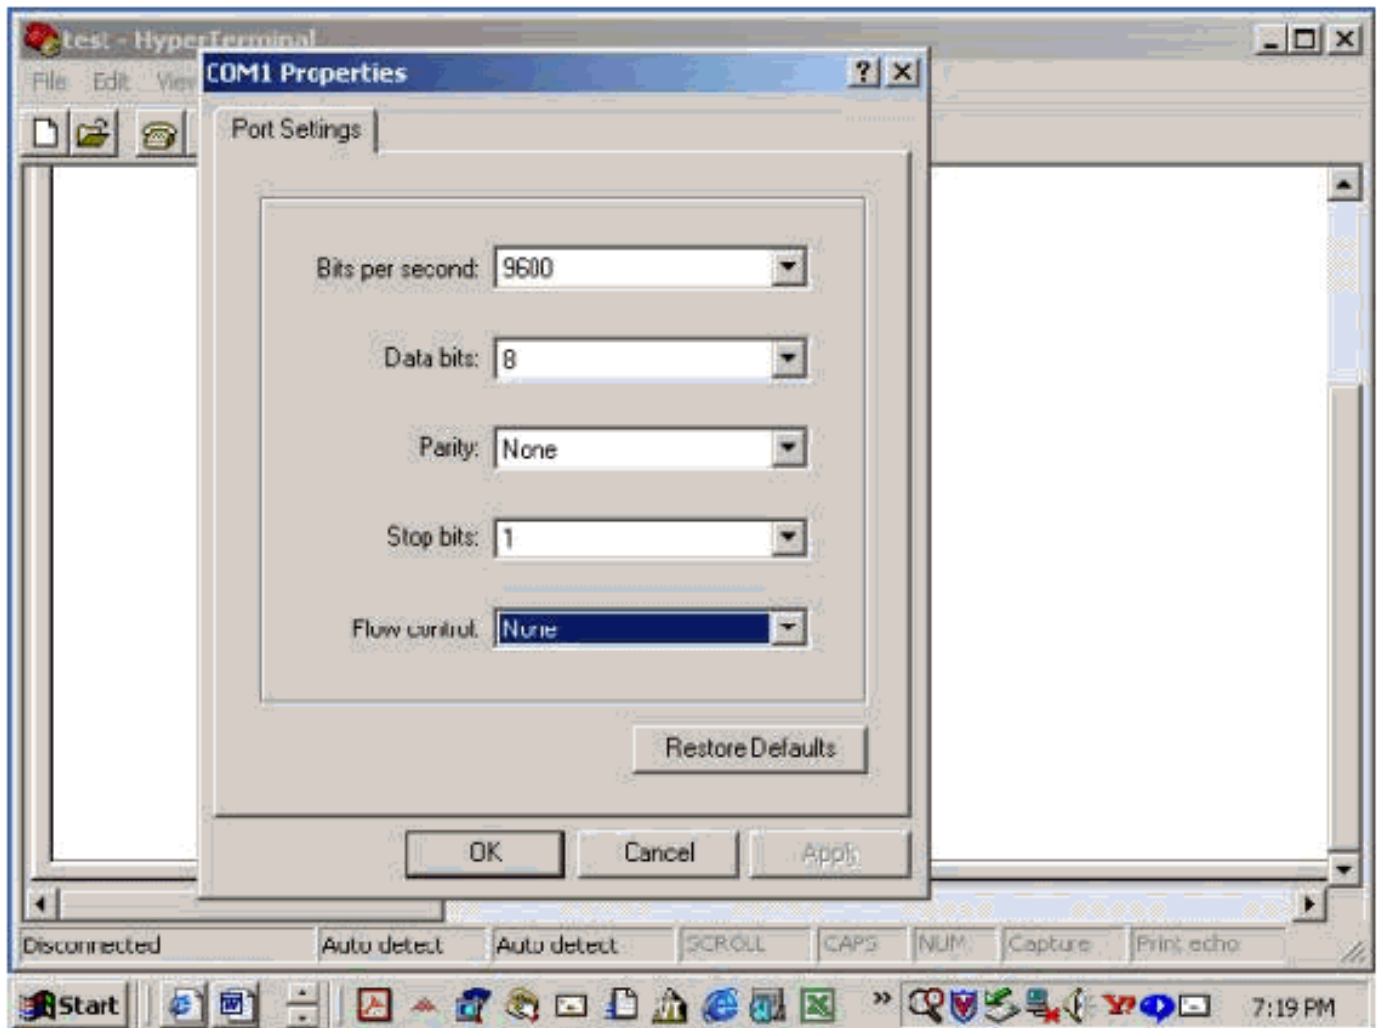 test - HyperTerminal
File Edit View
COM1 Properties
Port Settings
Bits per second: 9600
Data bits: 8
Parity: None
Stop bits: 1
Flow control: None
Restore Defaults
OK Cancel Apply
Disconnected Auto detect Auto detect SCROLL CAPS NUM Capture Print echo
Start 7:19 PM